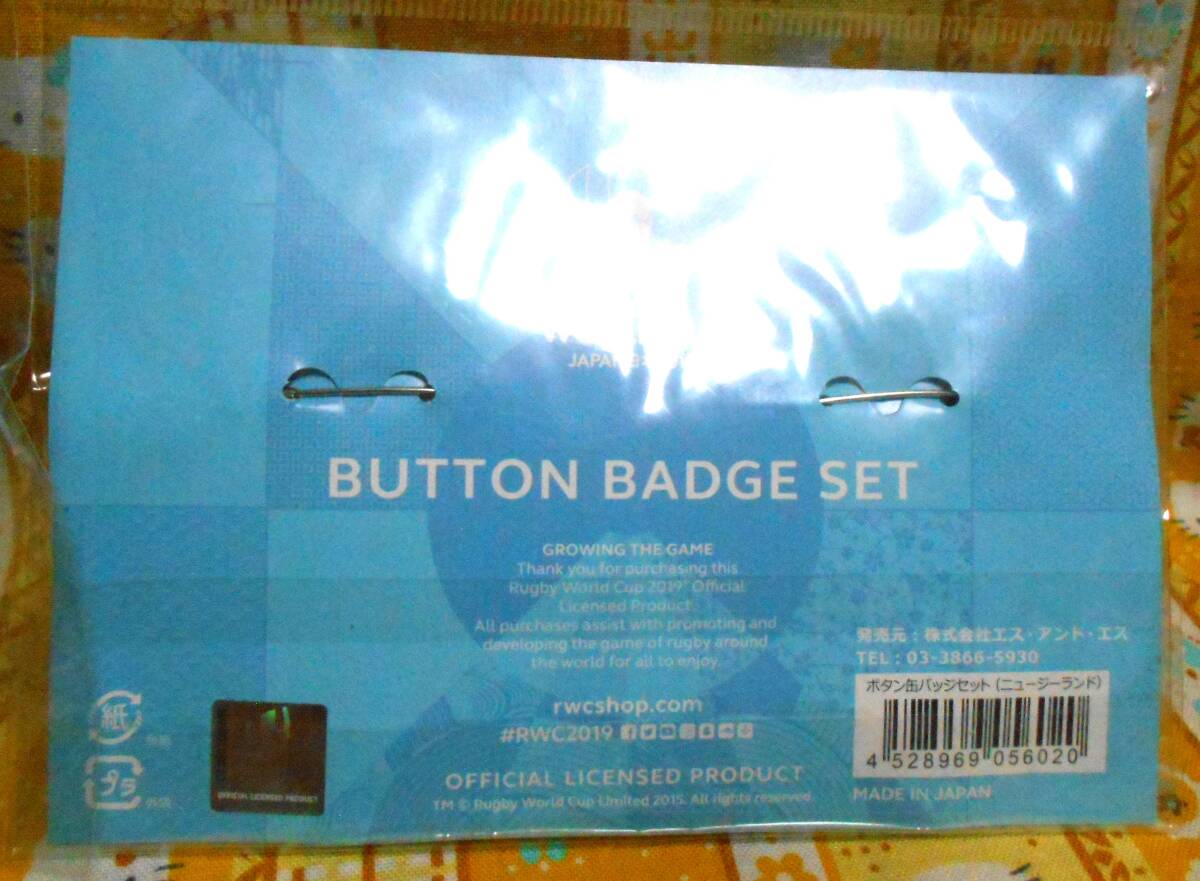 JAPAN
BUTTON BADGE SET
GROWING THE GAME
Thank you for purchasing this
Rugby World Cup 2019™ Official
Licensed Product.
All purchases assist with promoting and
developing the game of rugby around
the world for all to enjoy.
rwcshop.com
#RWC2019
OFFICIAL LICENSED PRODUCT
TM © Rugby World Cup Limited 2015. All rights reserved.
発売元：株式会社エス・アンド・エス
TEL：03-3866-5930
ボタン缶バッジセット（ニュージーランド）
4 528969 056020
MADE IN JAPAN
紙
プラ
OFFICIAL LICENSED PRODUCT